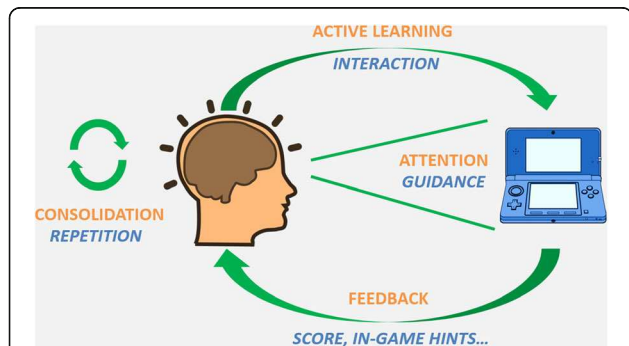 ACTIVE LEARNING
INTERACTION
ATTENTION
GUIDANCE
CONSOLIDATION
REPETITION
FEEDBACK
SCORE, IN-GAME HINTS...